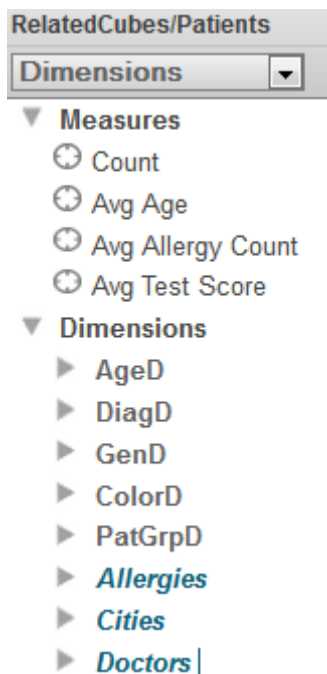 RelatedCubes/Patients
Dimensions
Measures
Count
Avg Age
Avg Allergy Count
Avg Test Score
Dimensions
AgeD
DiagD
GenD
ColorD
PatGrpD
Allergies
Cities
Doctors